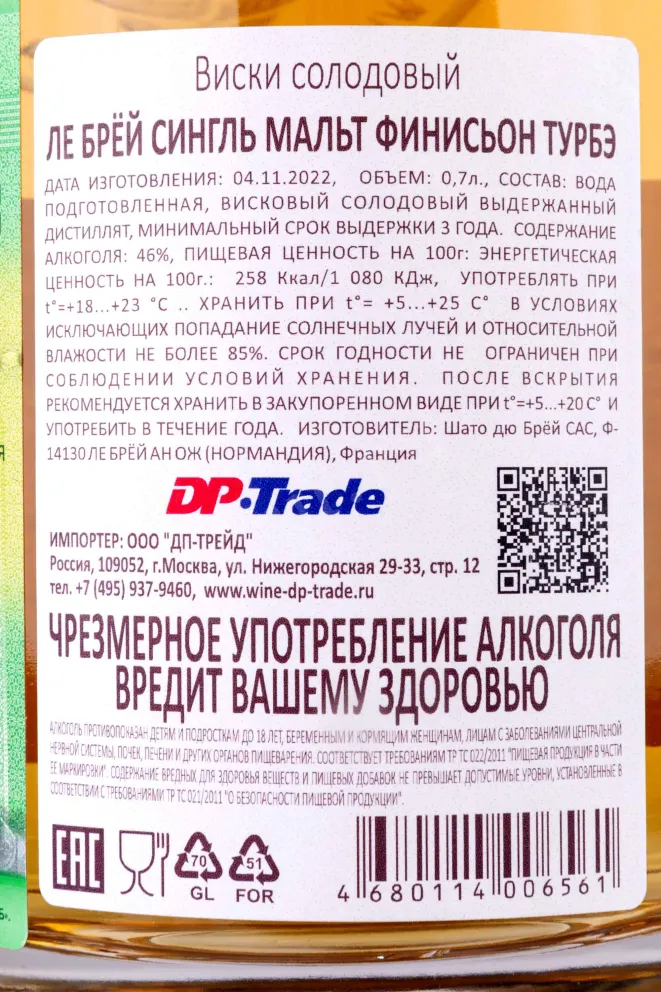 Виски солодовый
ЛЕ БРЁЙ СИНГЛЬ МАЛЬТ ФИНИСЬОН ТУРБЭ
ДАТА ИЗГОТОВЛЕНИЯ: 04.11.2022, ОБЪЕМ: 0,7л., СОСТАВ: ВОДА
ПОДГОТОВЛЕННАЯ, ВИСКОВЫЙ СОЛОДОВЫЙ ВЫДЕРЖАННЫЙ
ДИСТИЛЛЯТ, МИНИМАЛЬНЫЙ СРОК ВЫДЕРЖКИ 3 ГОДА. СОДЕРЖАНИЕ
АЛКОГОЛЯ: 46%, ПИЩЕВАЯ ЦЕННОСТЬ НА 100г: ЭНЕРГЕТИЧЕСКАЯ
ЦЕННОСТЬ НА 100г.: 258 Ккал/1 080 КДж, УПОТРЕБЛЯТЬ ПРИ
t°=+18...+23 °C .. ХРАНИТЬ ПРИ t°= +5...+25 C° В УСЛОВИЯХ
ИСКЛЮЧАЮЩИХ ПОПАДАНИЕ СОЛНЕЧНЫХ ЛУЧЕЙ И ОТНОСИТЕЛЬНОЙ
ВЛАЖОСТИ НЕ БОЛЕЕ 85%. СРОК ГОДНОСТИ НЕ ОГРАНИЧЕН ПРИ
СОБЛЮДЕНИИ УСЛОВИЙ ХРАНЕНИЯ. ПОСЛЕ ВСКРЫТИЯ
РЕКОМЕНДУЕТСЯ ХРАНИТЬ В ЗАКУПОРЕННОМ ВИДЕ ПРИ t°=+5...+20 C° И
УПОТРЕБИТЬ В ТЕЧЕНИЕ ГОДА. ИЗГОТОВИТЕЛЬ: Шато дю Брёй САС, Ф-
14130 ЛЕ БРЁЙ АН ОЖ (НОРМАНДИЯ), Франция
DP-Trade
ИМПОРТЕР: ООО "ДП-ТРЕЙД"
Россия, 109052, г.Москва, ул. Нижегородская 29-33, стр. 12
тел. +7 (495) 937-9460, www.wine-dp-trade.ru
ЧРЕЗМЕРНОЕ УПОТРЕБЛЕНИЕ АЛКОГОЛЯ
ВРЕДИТ ВАШЕМУ ЗДОРОВЬЮ
АЛКОГОЛЬ ПРОТИВОПОКАЗАН ДЕТЯМ И ПОДРОСТКАМ ДО 18 ЛЕТ, БЕРЕМЕННЫМ И КОРМЯЩИМ ЖЕНЩИНАМ, ЛИЦАМ С ЗАБОЛЕВАНИЯМИ ЦЕНТРАЛЬНОЙ
НЕРВНОЙ СИСТЕМЫ, ПОЧЕК, ПЕЧЕНИ И ДРУГИХ ОРГАНОВ ПИЩЕВАРЕНИЯ. СООТВЕТСТВУЕТ ТРЕБОВАНИЯМ ТР ТС 022/2011 "ПИЩЕВАЯ ПРОДУКЦИЯ В ЧАСТИ
ЕЕ МАРКИРОВКИ". СОДЕРЖАНИЕ ВРЕДНЫХ ДЛЯ ЗДОРОВЬЯ ВЕЩЕСТВ И ПИЩЕВЫХ ДОБАВОК НЕ ПРЕВЫШАЕТ ДОПУСТИМЫЕ УРОВНИ, УСТАНОВЛЕННЫЕ В
СООТВЕТСТВИИ С ТРЕБОВАНИЯМИ ТР ТС 021/2011 "О БЕЗОПАСНОСТИ ПИЩЕВОЙ ПРОДУКЦИИ".
EAC
70
GL
51
FOR
4 680114 006561